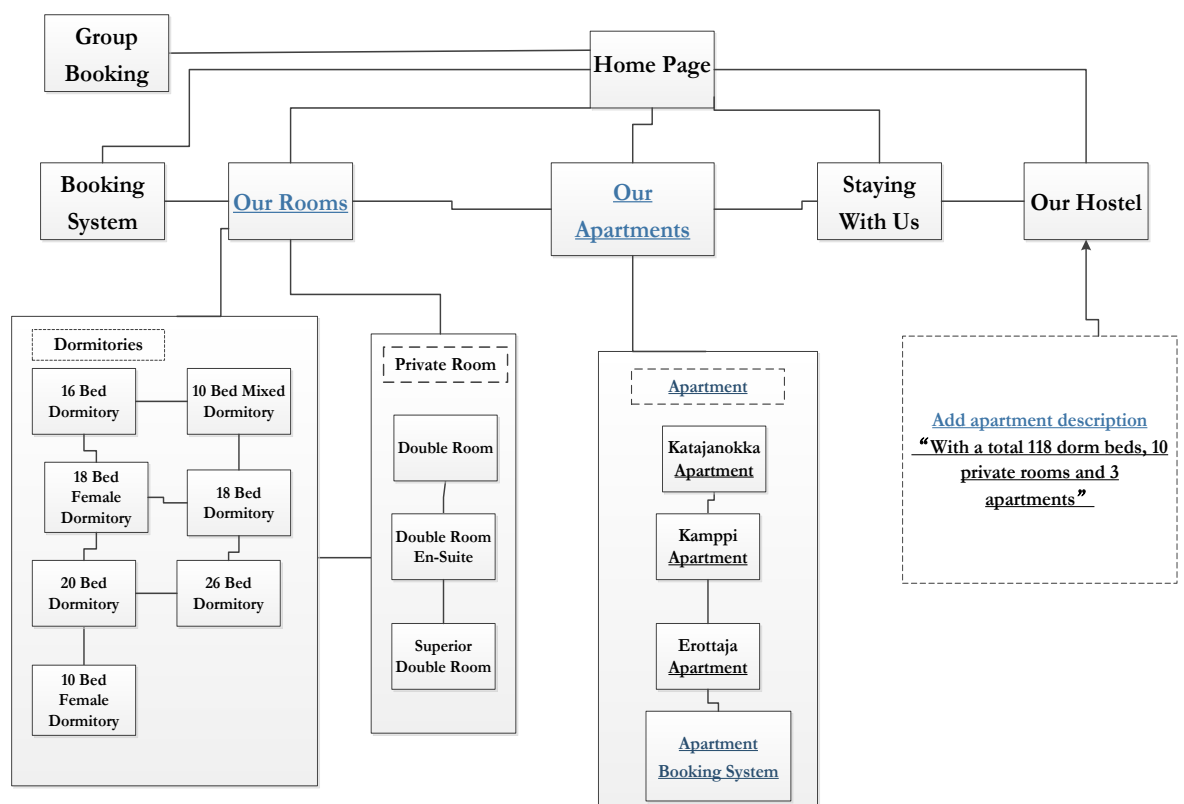 Group
Booking
Home Page
Booking
System
Our Rooms
Our
Apartments
Staying
With Us
Our Hostel
Dormitories
16 Bed
Dormitory
10 Bed Mixed
Dormitory
18 Bed
Female
Dormitory
18 Bed
Dormitory
20 Bed
Dormitory
26 Bed
Dormitory
10 Bed
Female
Dormitory
Private Room
Double Room
Double Room
En-Suite
Superior
Double Room
Apartment
Katajanokka
Apartment
Kamppi
Apartment
Erottaja
Apartment
Apartment
Booking System
Add apartment description
“With a total 118 dorm beds, 10
private rooms and 3
apartments”